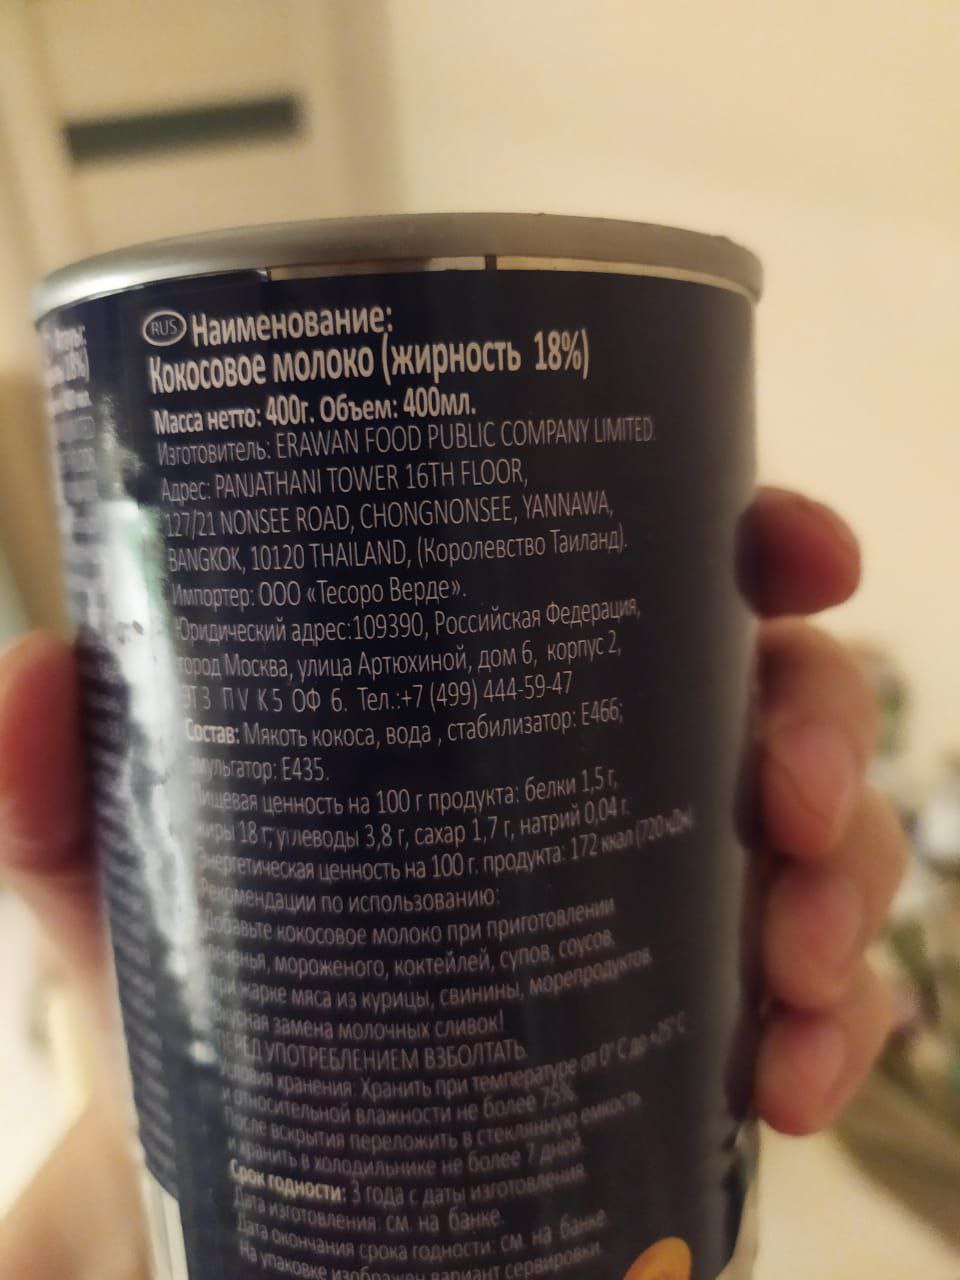 RUS Наименование:
Кокосовое молоко (жирность 18%)
Масса нетто: 400г. Объем: 400мл.
Изготовитель: ERAWAN FOOD PUBLIC COMPANY LIMITED.
Адрес: PANJATHANI TOWER 16TH FLOOR,
127/21 NONSEE ROAD, CHONGNONSEE, YANNAWA,
BANGKOK, 10120 THAILAND, (Королевство Таиланд).
Импортер: ООО «Тесоро Верде».
Юридический адрес:109390, Российская Федерация,
город Москва, улица Артюхиной, дом 6, корпус 2,
ЭТ 3 П V К 5 ОФ 6. Тел.:+7 (499) 444-59-47
Состав: Мякоть кокоса, вода , стабилизатор: Е466;
эмульгатор: Е435.
Пищевая ценность на 100 г продукта: белки 1,5 г,
жиры 18 г, углеводы 3,8 г, сахар 1,7 г, натрий 0,04 г.
Энергетическая ценность на 100 г. продукта: 172 ккал (720 кДж)
Рекомендации по использованию:
Добавьте кокосовое молоко при приготовлении
печенья, мороженого, коктейлей, супов, соусов,
при жарке мяса из курицы, свинины, морепродуктов.
Вкусная замена молочных сливок!
ПЕРЕД УПОТРЕБЛЕНИЕМ ВЗБОЛТАТЬ.
Условия хранения: Хранить при температуре от 0° С до +25° С
и относительной влажности не более 75%.
После вскрытия переложить в стеклянную емкость
и хранить в холодильнике не более 7 дней.
Срок годности: 3 года с даты изготовления.
Дата изготовления: см. на банке.
Дата окончания срока годности: см. на банке.
На упаковке изображен вариант сервировки.